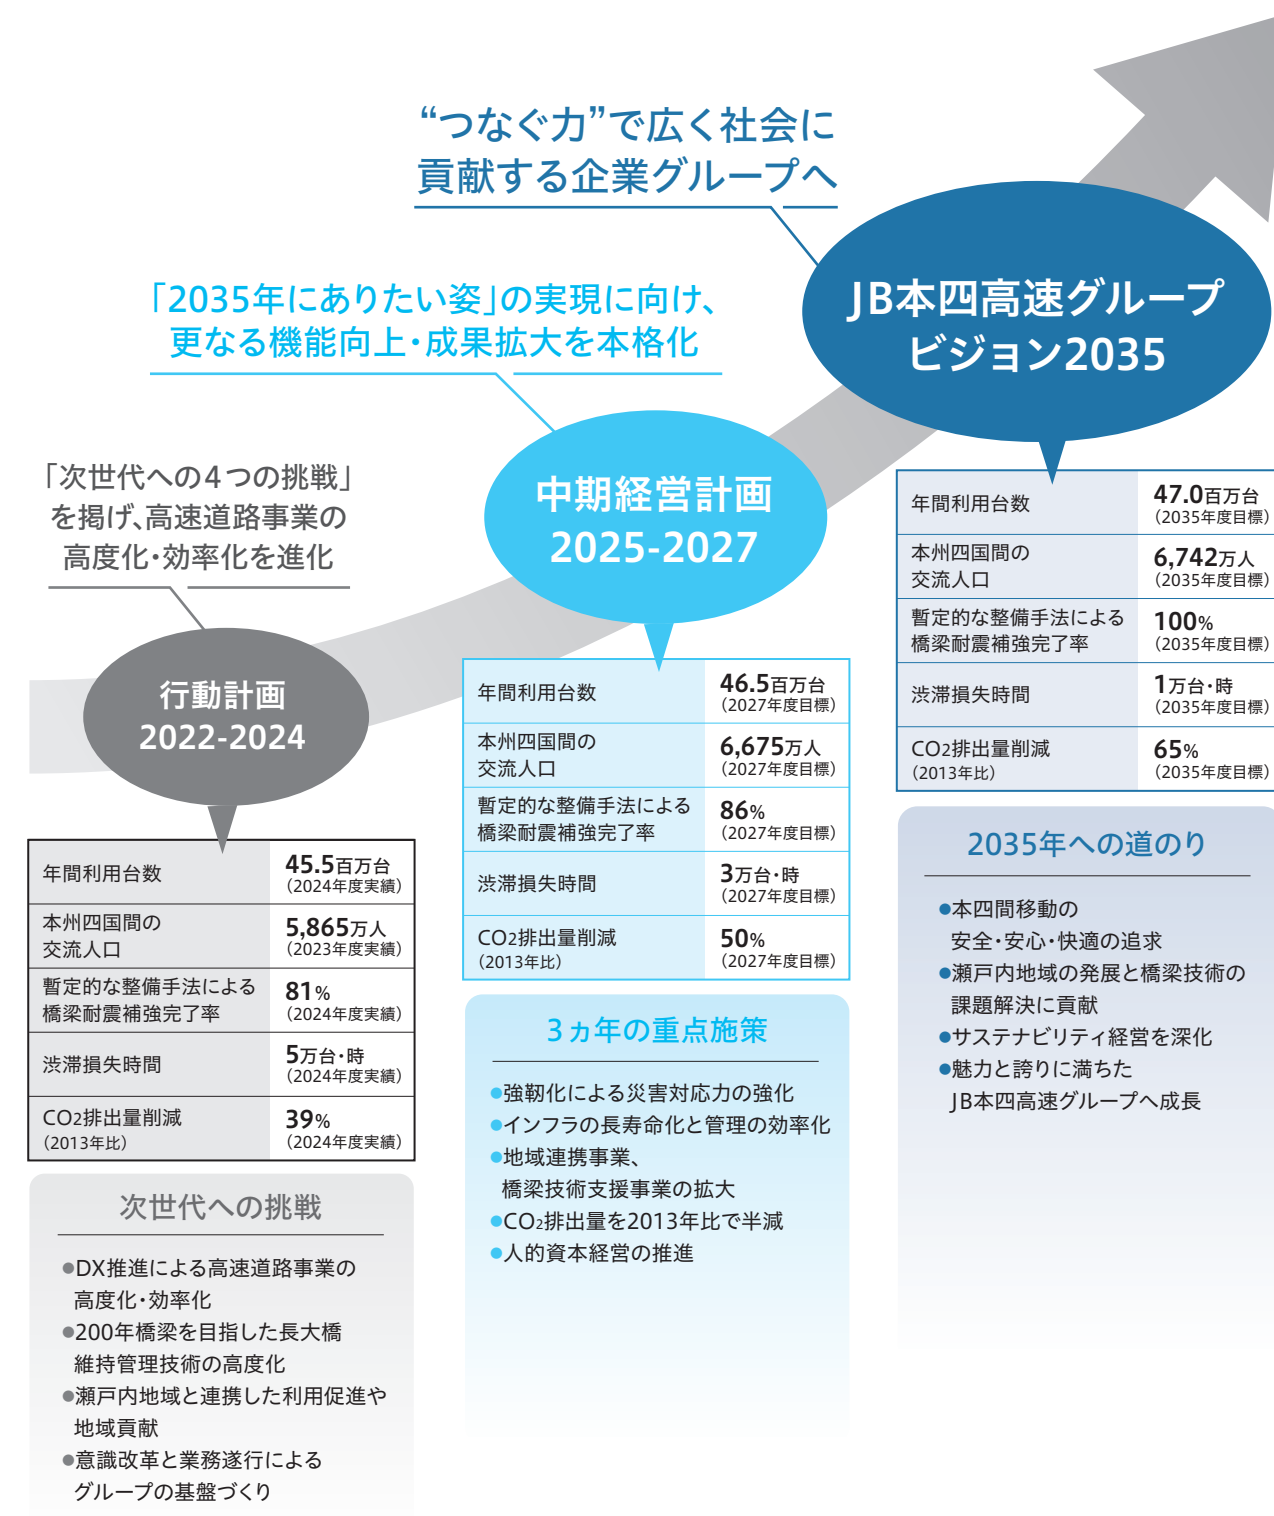 “つなぐ力”で広く社会に
貢献する企業グループへ
JB本四高速グループ
ビジョン2035
年間利用台数 47.0百万台
（2035年度目標）
本州四国間の
交流人口 6,742万人
（2035年度目標）
暫定的な整備手法による
橋梁耐震補強完了率 100%
（2035年度目標）
渋滞損失時間 1万台・時
（2035年度目標）
CO2排出量削減
（2013年比） 65%
（2035年度目標）
2035年への道のり
●本四間移動の
安全・安心・快適の追求
●瀬戸内地域の発展と橋梁技術の
課題解決に貢献
●サステナビリティ経営を深化
●魅力と誇りに満ちた
JB本四高速グループへ成長
「2035年にありたい姿」の実現に向け、
更なる機能向上・成果拡大を本格化
中期経営計画
2025-2027
年間利用台数 46.5百万台
（2027年度目標）
本州四国間の
交流人口 6,675万人
（2027年度目標）
暫定的な整備手法による
橋梁耐震補強完了率 86%
（2027年度目標）
渋滞損失時間 3万台・時
（2027年度目標）
CO2排出量削減
（2013年比） 50%
（2027年度目標）
3ヵ年の重点施策
●強靭化による災害対応力の強化
●インフラの長寿命化と管理の効率化
●地域連携事業、
橋梁技術支援事業の拡大
●CO2排出量を2013年比で半減
●人的資本経営の推進
「次世代への4つの挑戦」
を掲げ、高速道路事業の
高度化・効率化を進化
行動計画
2022-2024
年間利用台数 45.5百万台
（2024年度実績）
本州四国間の
交流人口 5,865万人
（2023年度実績）
暫定的な整備手法による
橋梁耐震補強完了率 81%
（2024年度実績）
渋滞損失時間 5万台・時
（2024年度実績）
CO2排出量削減
（2013年比） 39%
（2024年度実績）
次世代への挑戦
●DX推進による高速道路事業の
高度化・効率化
●200年橋梁を目指した長大橋
維持管理技術の高度化
●瀬戸内地域と連携した利用促進や
地域貢献
●意識改革と業務遂行による
グループの基盤づくり